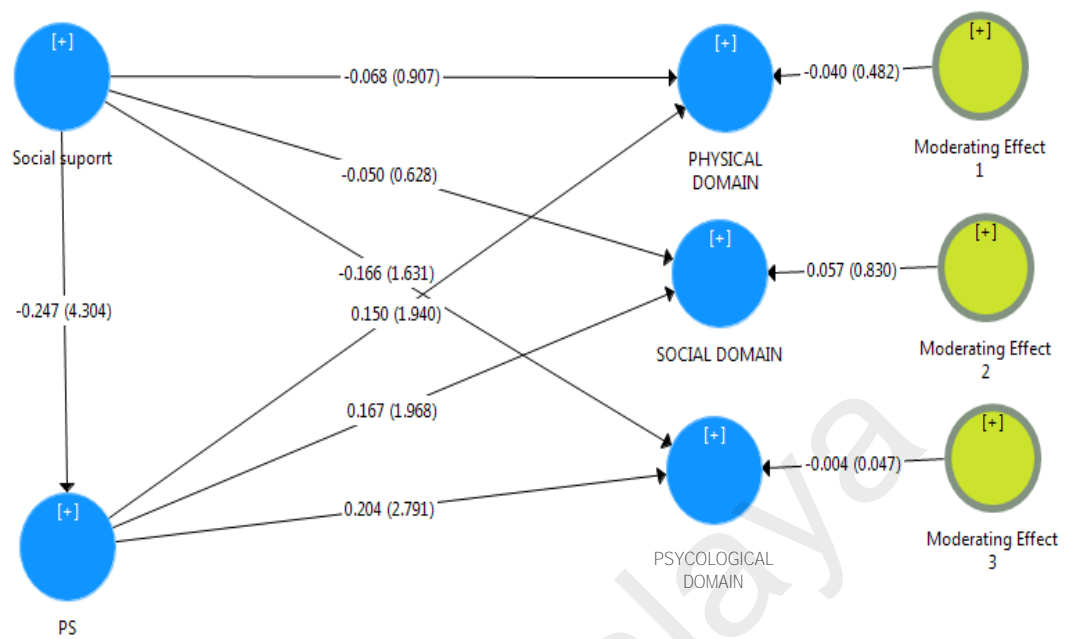 [+]
[+]
[+]
-0.068 (0.907)
-0.040 (0.482)
Social suporrt
PHYSICAL
DOMAIN
Moderating Effect
1
-0.050 (0.628)
[+]
[+]
-0.166 (1.631)
0.057 (0.830)
-0.247 (4.304)
0.150 (1.940)
SOCIAL DOMAIN
Moderating Effect
2
0.167 (1.968)
[+]
[+]
-0.004 (0.047)
[+]
0.204 (2.791)
PSYCOLOGICAL
DOMAIN
Moderating Effect
3
PS
laya